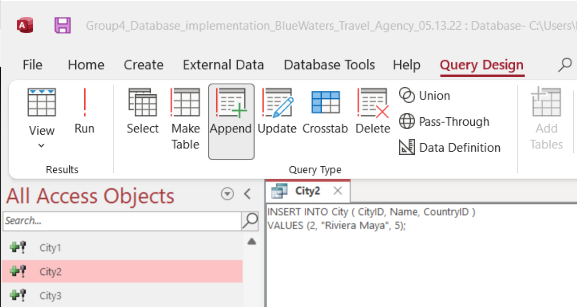 Group4_Database_implementation_BlueWaters_Travel_Agency_05.13.22 : Database- C:\Users\
File Home Create External Data Database Tools Help Query Design
View Run Select Make Table Append Update Crosstab Delete
Union
Pass-Through
Data Definition
Add Tables
Results Query Type
All Access Objects
Search...
City1
City2
City3
City2
INSERT INTO City ( CityID, Name, CountryID )
VALUES (2, "Riviera Maya", 5);